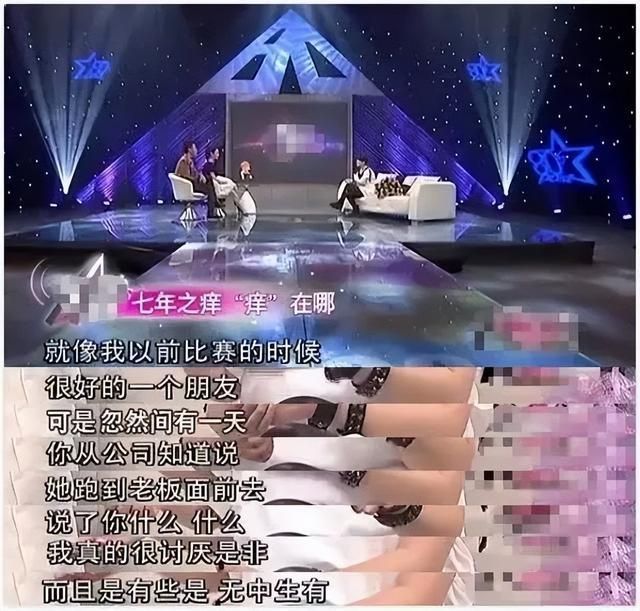 七年之痒 “痒” 在哪
就像我以前比赛的时候
很好的一个朋友
可是忽然间有一天
你从公司知道说
她跑到老板面前去
说了你什么 什么
我真的很讨厌是非
而且是有些是 无中生有